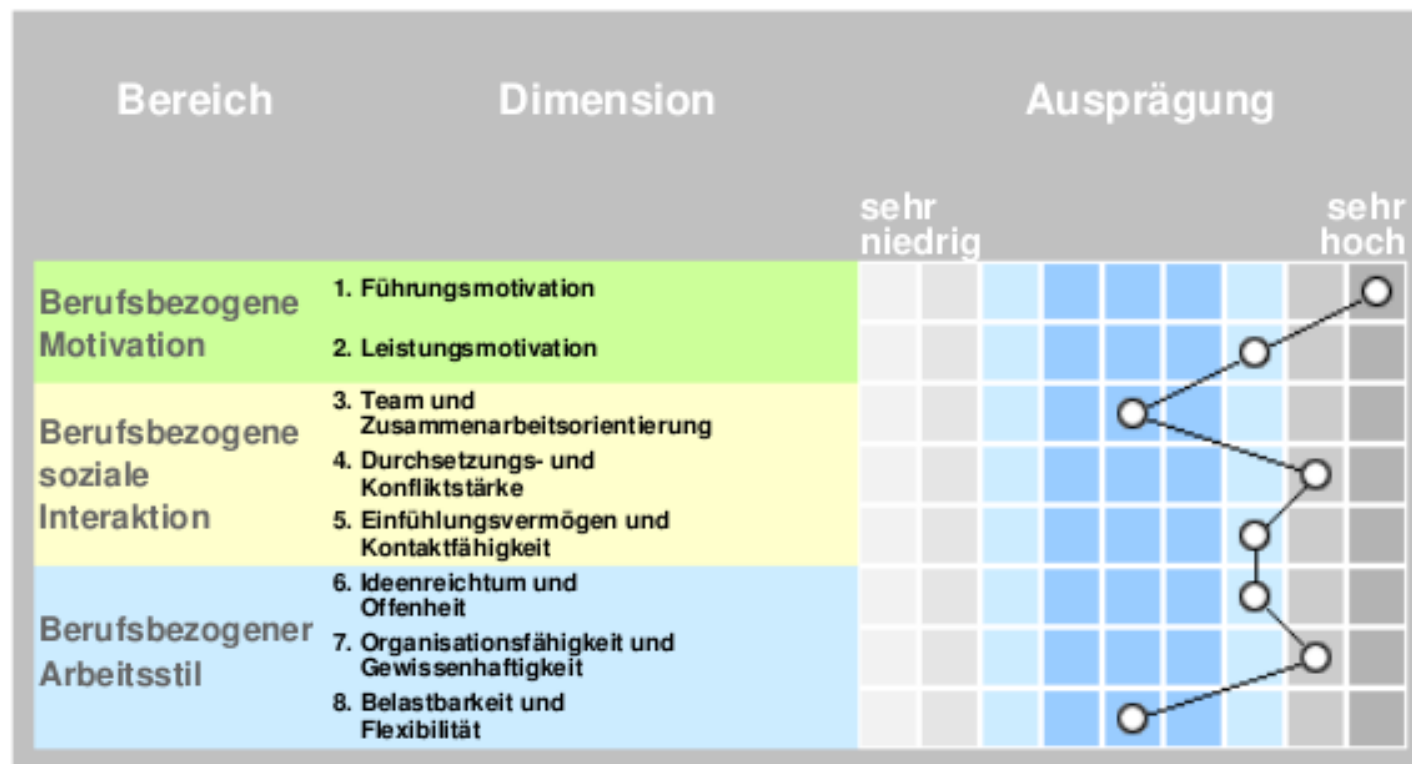 Bereich
Dimension
Ausprägung
sehr
niedrig
sehr
hoch
Berufsbezogene
Motivation
1. Führungsmotivation
2. Leistungsmotivation
Berufsbezogene
soziale
Interaktion
3. Team und
Zusammenarbeitsorientierung
4. Durchsetzungs- und
Konfliktstärke
5. Einfühlungsvermögen und
Kontaktfähigkeit
Berufsbezogener
Arbeitsstil
6. Ideenreichtum und
Offenheit
7. Organisationsfähigkeit und
Gewissenhaftigkeit
8. Belastbarkeit und
Flexibilität